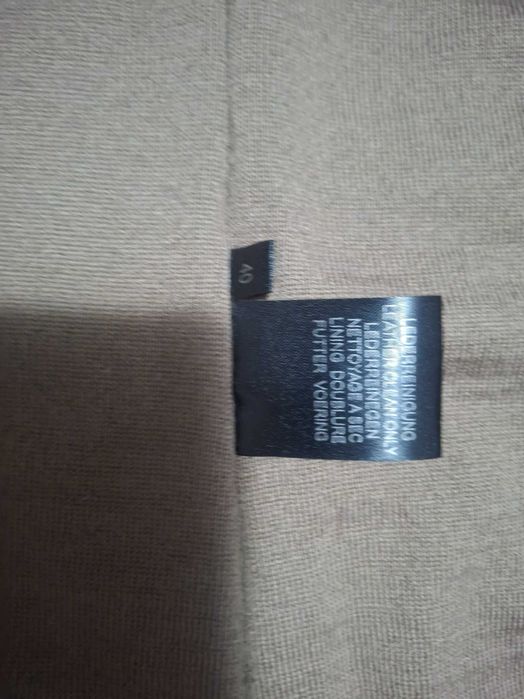 40
LEDERREINIGUNG
LEATHER CLEAN ONLY
LEDERREINIGEN
NETTOYAGE A SEC
LINING DOUBLURE
FUTTER VOERING